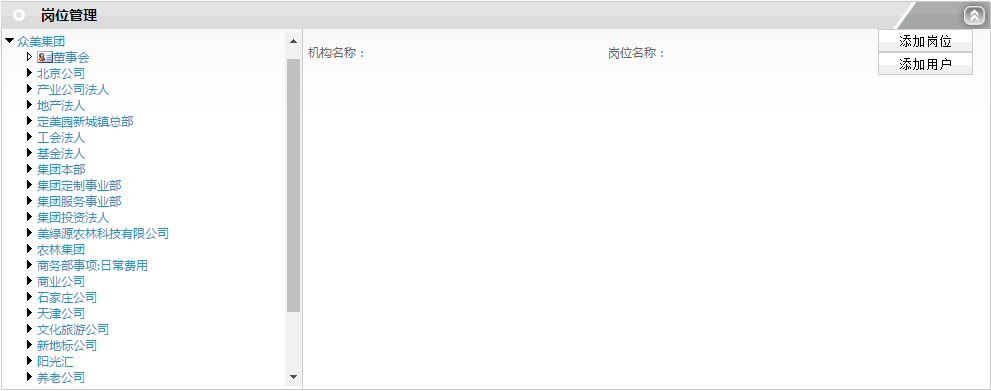 岗位管理
众美集团
董事会
北京公司
产业公司法人
地产法人
定美园新城镇总部
工会法人
基金法人
集团本部
集团定制事业部
集团服务事业部
集团投资法人
美绿源农林科技有限公司
农林集团
商务部事项:日常费用
商业公司
石家庄公司
天津公司
文化旅游公司
新地标公司
阳光汇
养老公司
机构名称： 岗位名称：
添加岗位
添加用户